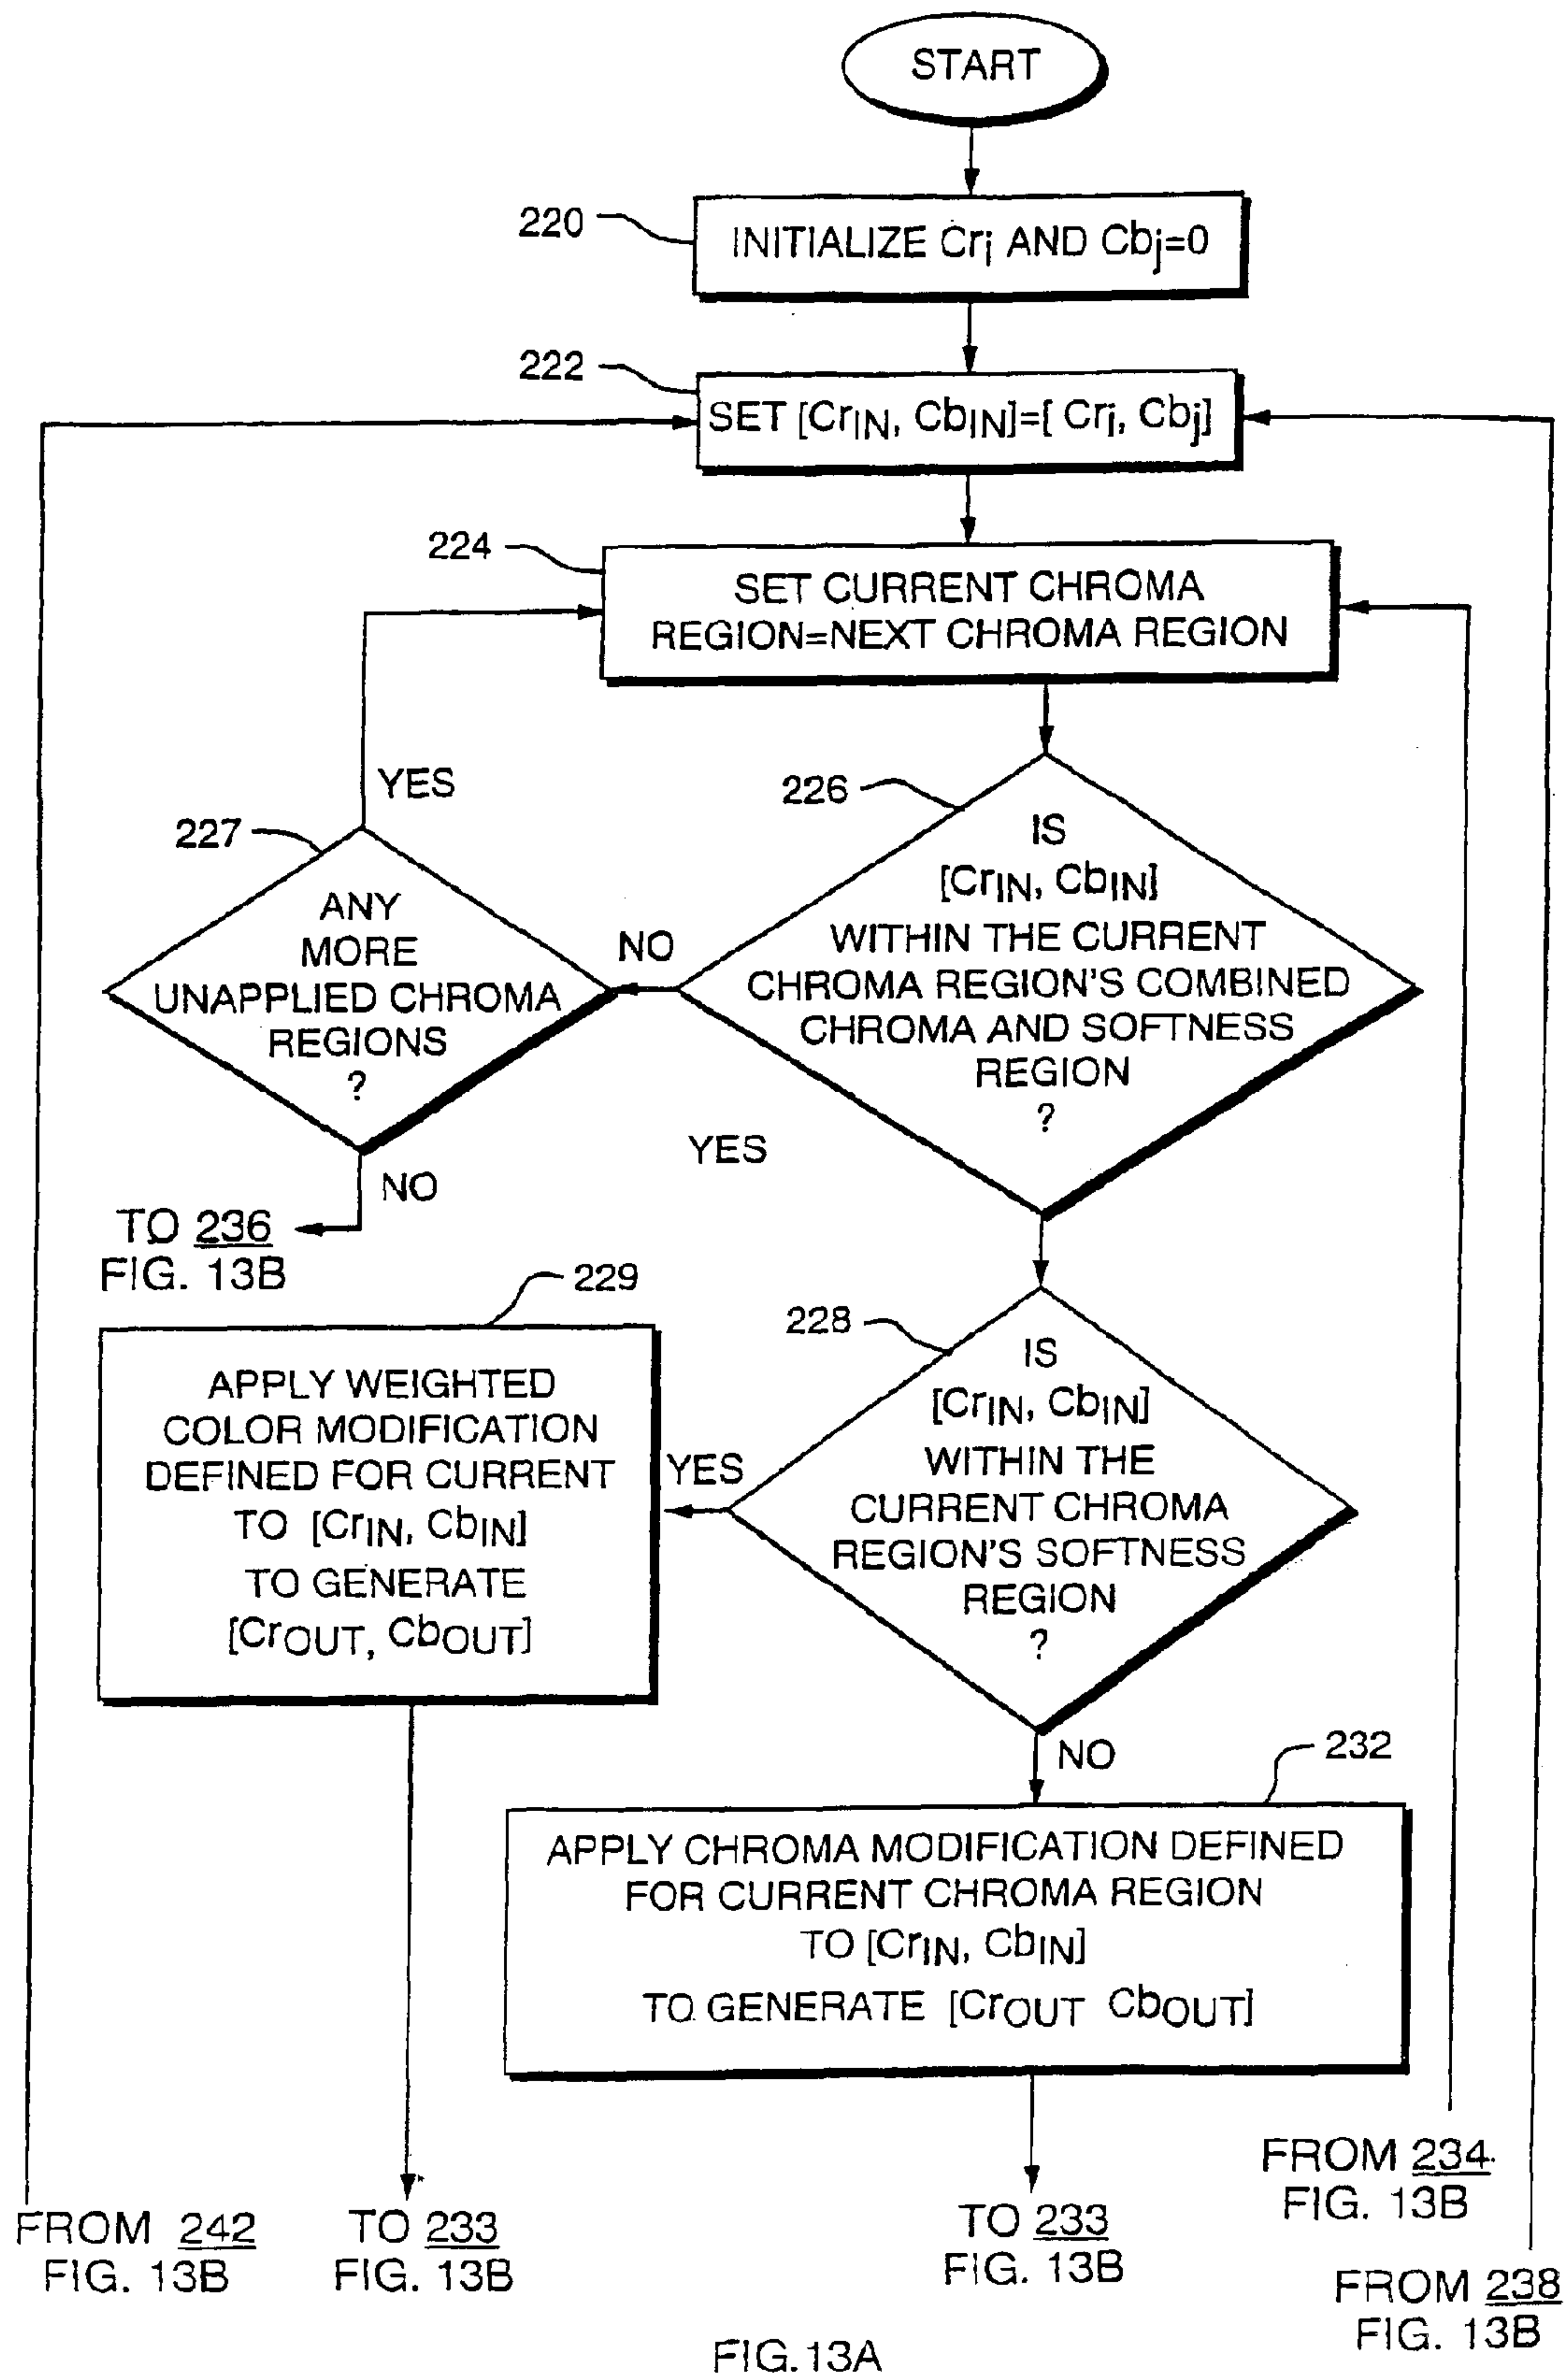 START
220
INITIALIZE Cri AND Cbj=0
222
SET [CrIN, CbIN]=[ Cri, Cbj]
224
SET CURRENT CHROMA
REGION=NEXT CHROMA REGION
YES
226
227
IS
[CrIN, CbIN]
WITHIN THE CURRENT
CHROMA REGION'S COMBINED
CHROMA AND SOFTNESS
REGION
?
ANY
MORE
UNAPPLIED CHROMA
REGIONS
?
NO
YES
NO
TO 236
FIG. 13B
229
228
IS
[CrIN, CbIN]
WITHIN THE
CURRENT CHROMA
REGION'S SOFTNESS
REGION
?
YES
APPLY WEIGHTED
COLOR MODIFICATION
DEFINED FOR CURRENT
TO [CrIN, CbIN]
TO GENERATE
[CrOUT, CbOUT]
NO
232
APPLY CHROMA MODIFICATION DEFINED
FOR CURRENT CHROMA REGION
TO [CrIN, CbIN]
TO GENERATE [CrOUT CbOUT]
FROM 242
FIG. 13B
TO 233
FIG. 13B
TO 233
FIG. 13B
FROM 234
FIG. 13B
FROM 238
FIG. 13B
FIG.13A